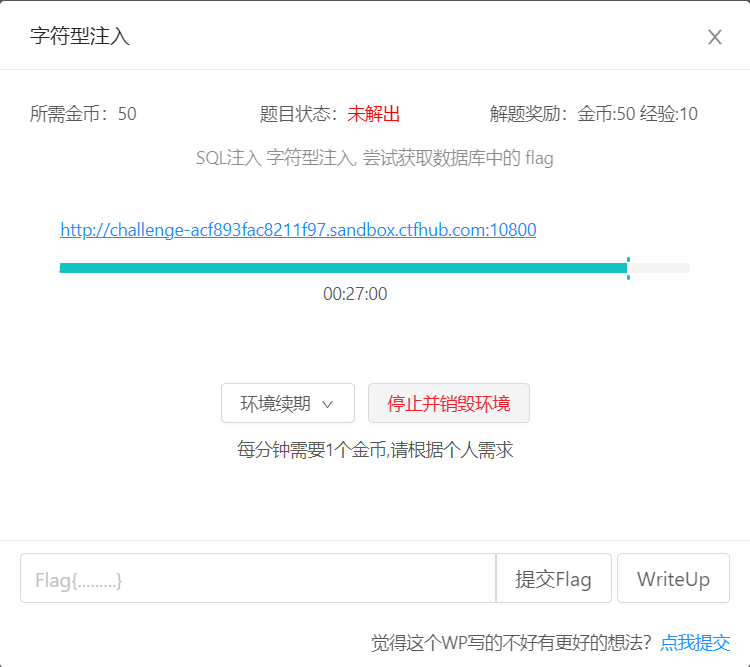 字符型注入
所需金币：50 题目状态：未解出 解题奖励：金币:50 经验:10
SQL注入 字符型注入, 尝试获取数据库中的 flag
http://challenge-acf893fac8211f97.sandbox.ctfhub.com:10800
00:27:00
环境续期 停止并销毁环境
每分钟需要1个金币,请根据个人需求
Flag{.........} 提交Flag WriteUp
觉得这个WP写的不好有更好的想法？点我提交